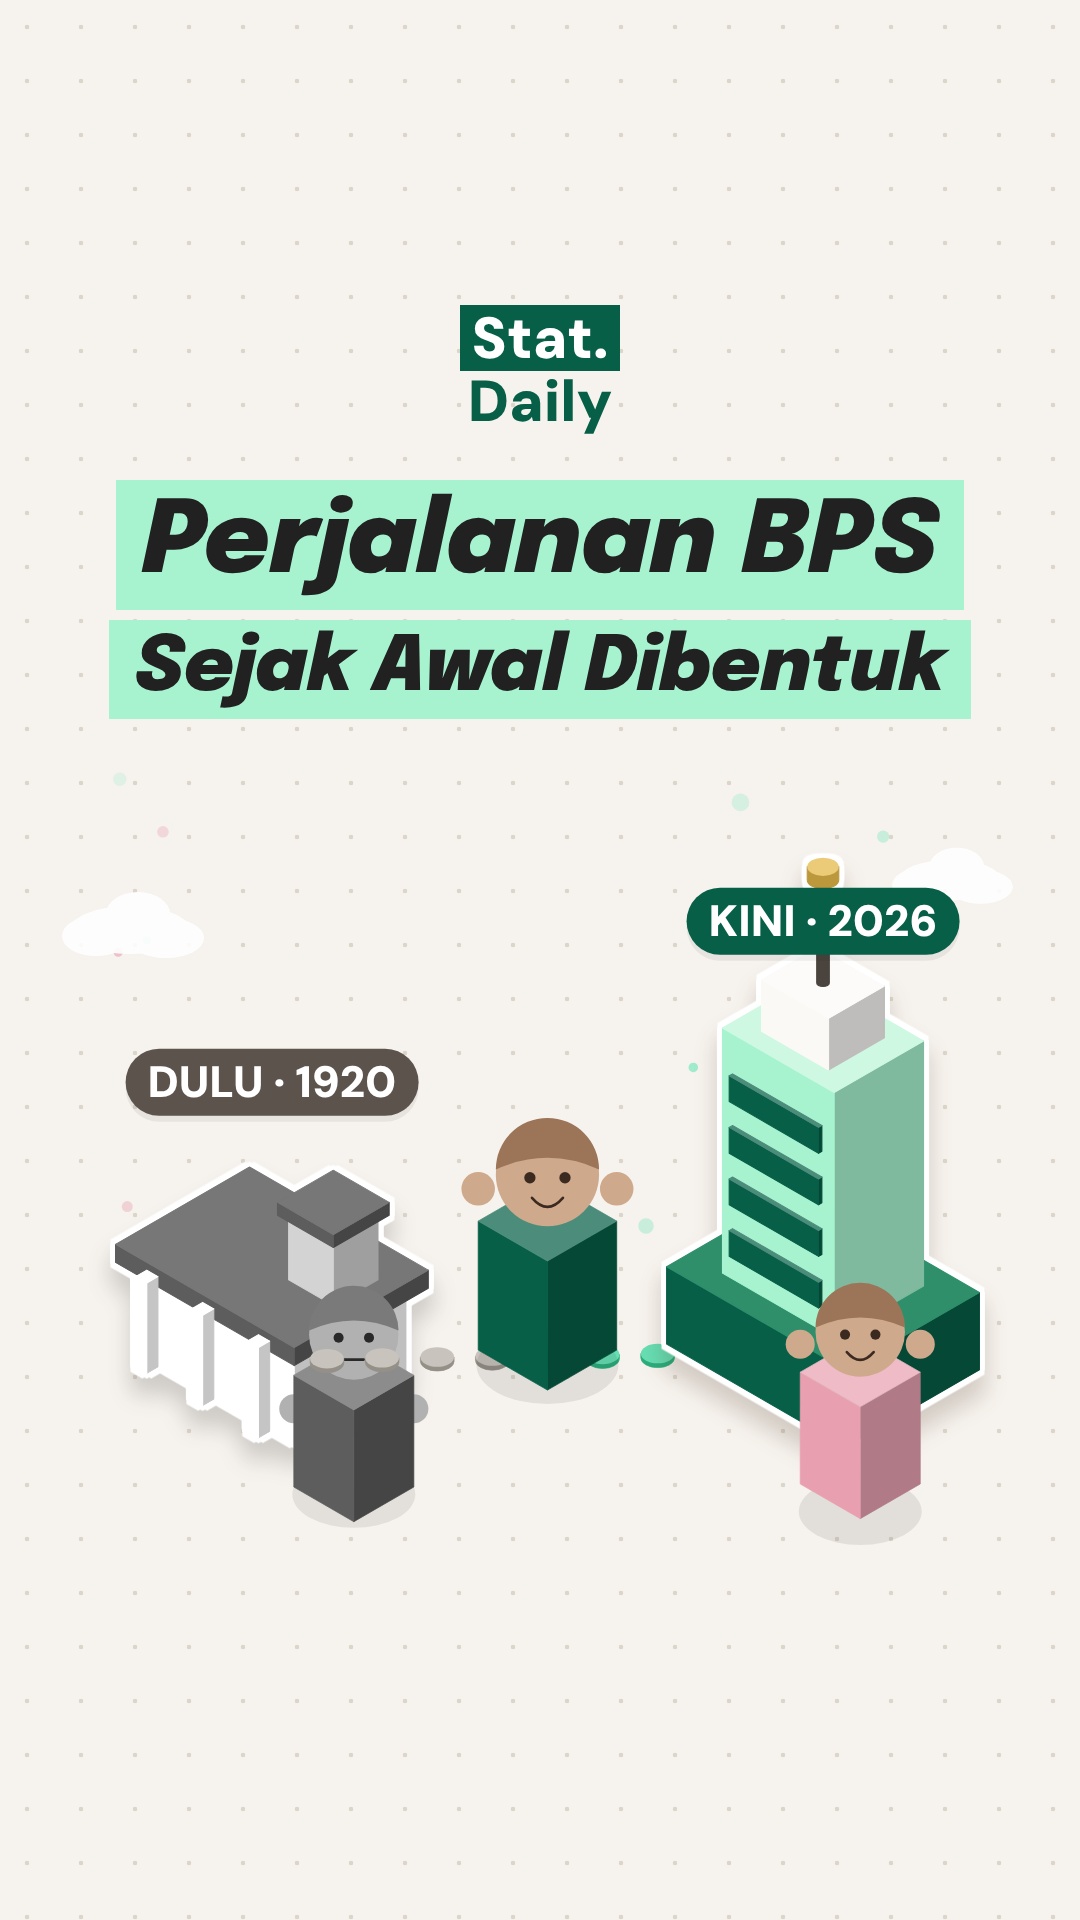 Stat.
Daily
Perjalanan BPS
Sejak Awal Dibentuk
KINI · 2026
DULU · 1920